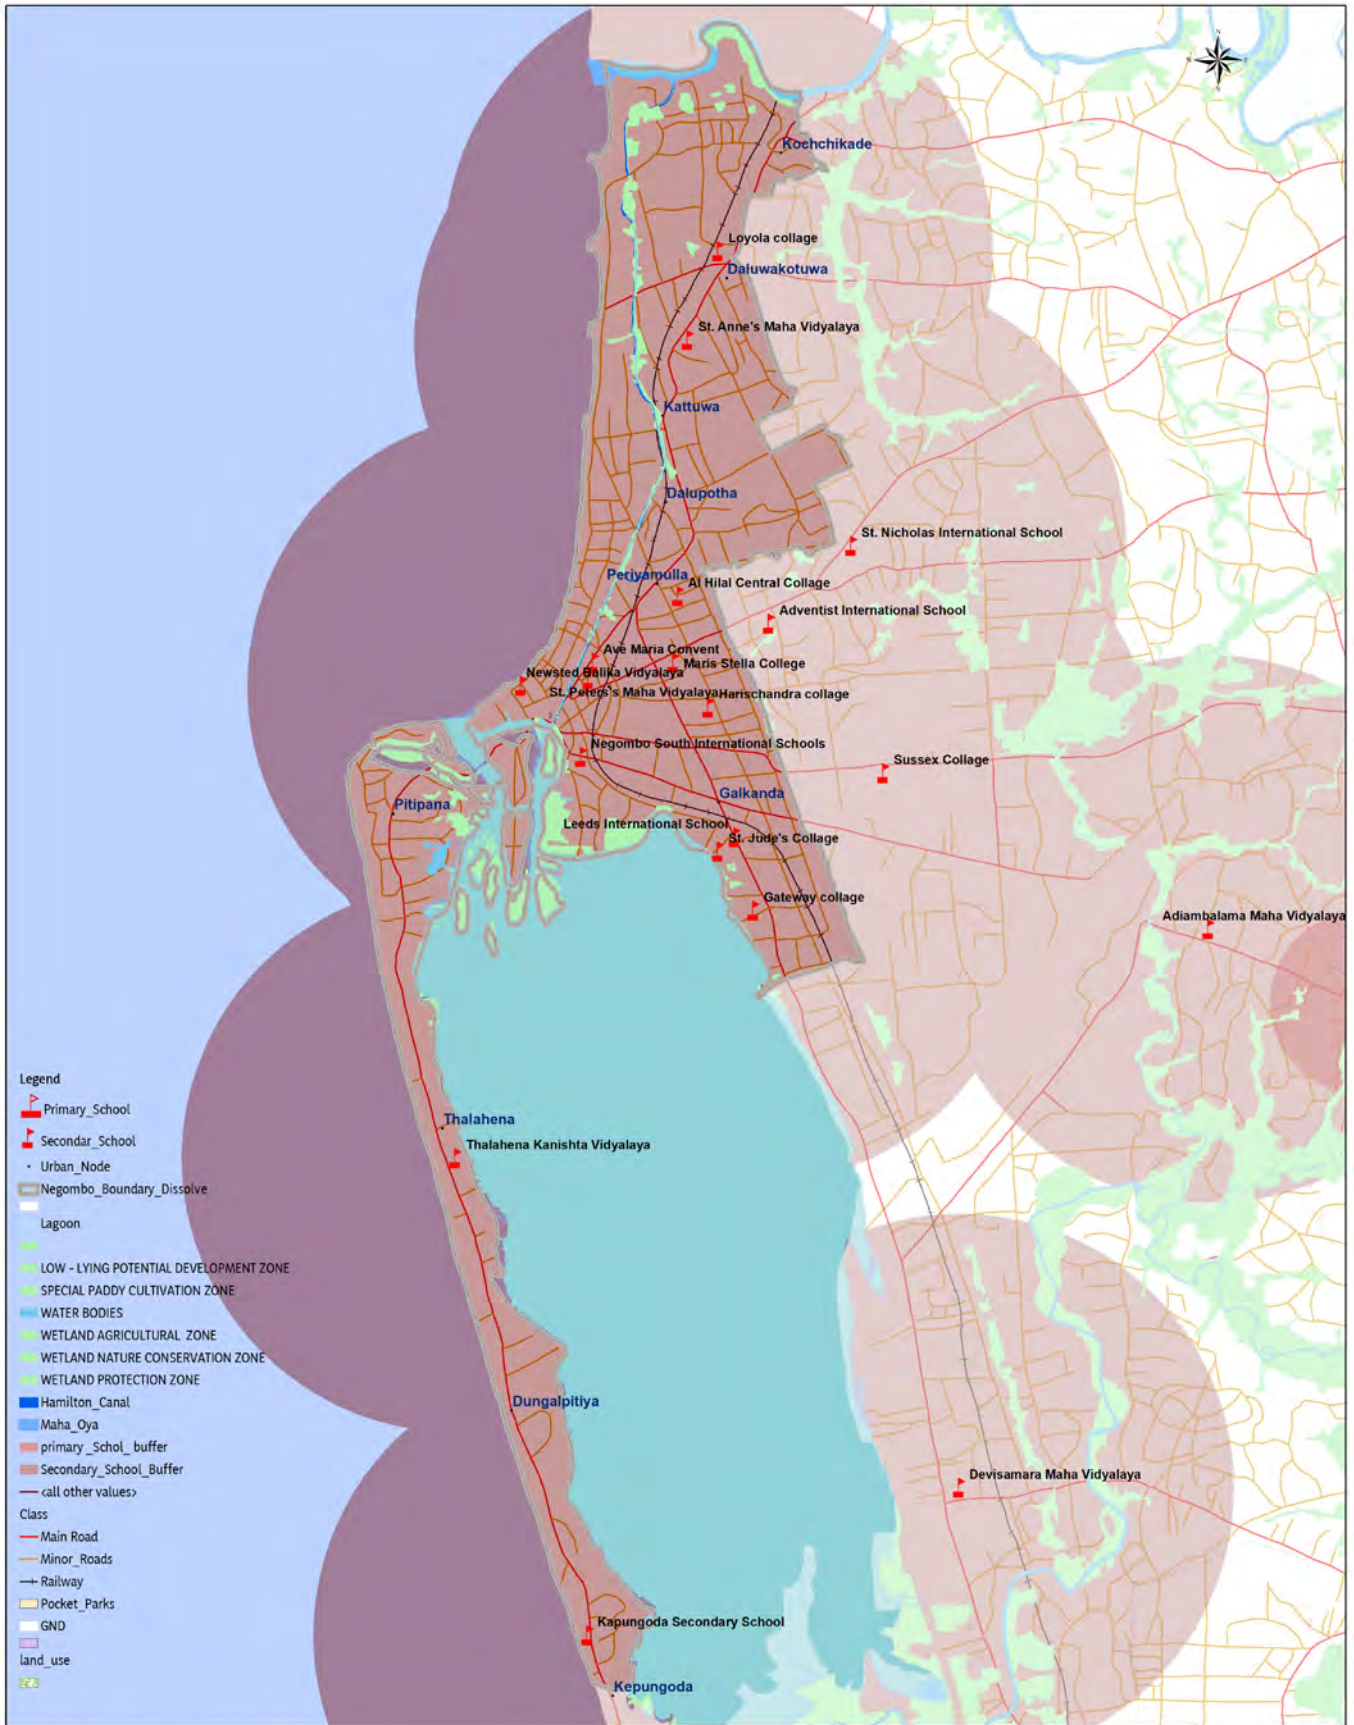 Kochchikade
Loyola collage
Daluwakotuwa
St. Anne's Maha Vidyalaya
Kattuwa
Dalupotha
St. Nicholas International School
Periyamulla
Al Hilal Central Collage
Adventist International School
Ave Maria Convent
Maris Stella College
Newsted Balika Vidyalaya
St. Peters's Maha Vidyalaya
Harischandra collage
Negombo South International Schools
Sussex Collage
Galkanda
Pitipana
Leeds International School
St. Jude's Collage
Gateway collage
Adiambalama Maha Vidyalaya
Thalahena
Thalahena Kanishta Vidyalaya
Dungalpitiya
Devisamara Maha Vidyalaya
Kapungoda Secondary School
Kepungoda
Legend
Primary_School
Secondar_School
Urban_Node
Negombo_Boundary_Dissolve
Lagoon
LOW - LYING POTENTIAL DEVELOPMENT ZONE
SPECIAL PADDY CULTIVATION ZONE
WATER BODIES
WETLAND AGRICULTURAL ZONE
WETLAND NATURE CONSERVATION ZONE
WETLAND PROTECTION ZONE
Hamilton_Canal
Maha_Oya
primary _Schol_ buffer
Secondary_School_Buffer
<all other values>
Class
Main Road
Minor_Roads
Railway
Pocket_Parks
GND
land_use